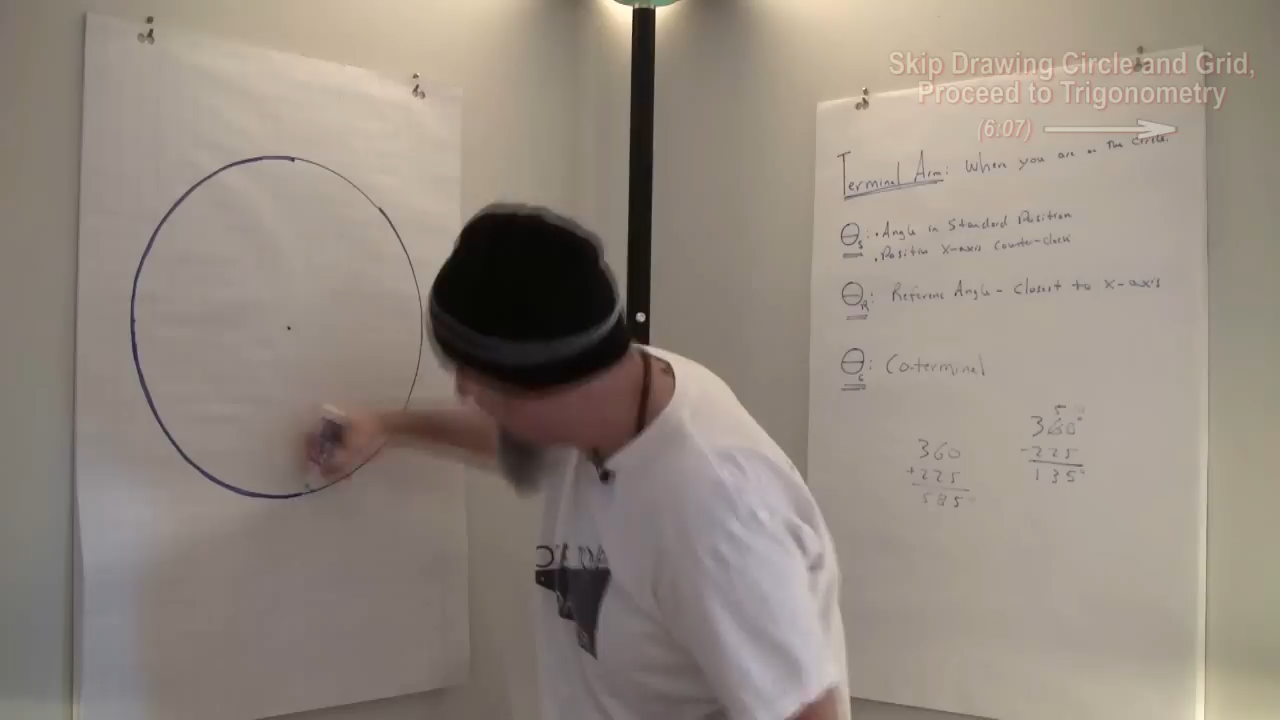 Skip Drawing Circle and Grid,
Proceed to Trigonometry
(6:07)
Terminal Arm: When you are on the Circle.
θs: • Angle in Standard Position
• Positive X-axis counter-clock
θR: Reference Angle - Closest to X-axis
θc: Coterminal
360
+225
585°
360°
-225
135°